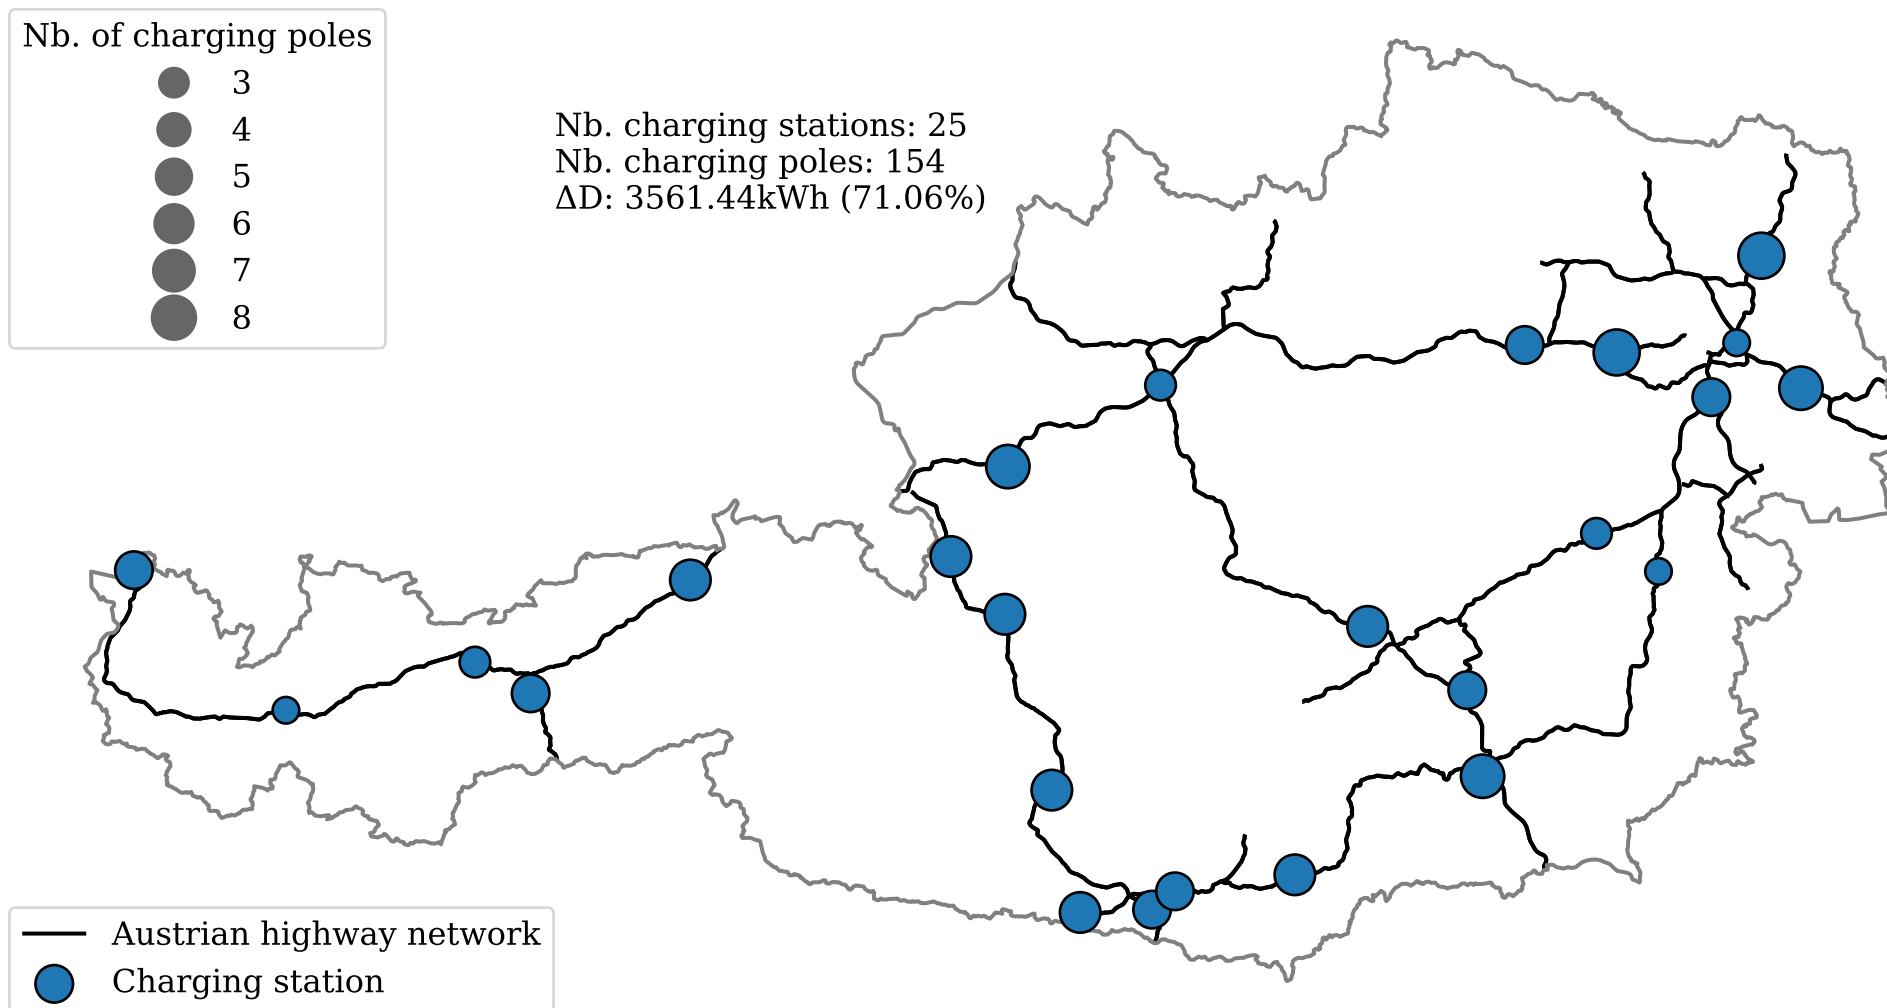 Nb. of charging poles
3
4
5
6
7
8
Nb. charging stations: 25
Nb. charging poles: 154
ΔD: 3561.44kWh (71.06%)
Austrian highway network
Charging station